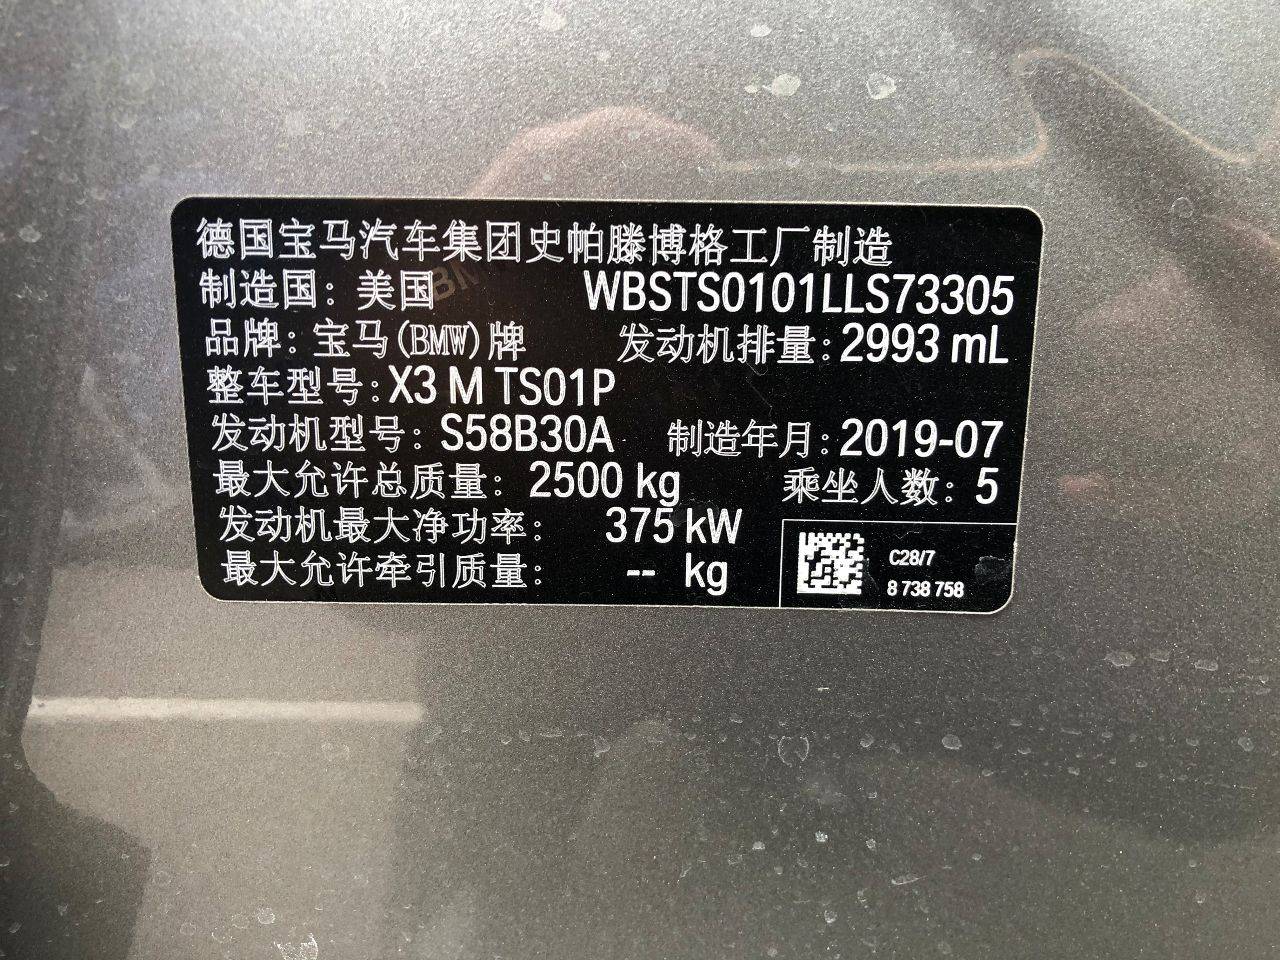 德国宝马汽车集团史帕滕博格工厂制造
制造国: 美国 WBSTS0101LLS73305
品牌: 宝马(BMW)牌 发动机排量: 2993 mL
整车型号: X3 M TS01P
发动机型号: S58B30A 制造年月: 2019-07
最大允许总质量: 2500 kg 乘坐人数: 5
发动机最大净功率: 375 kW
最大允许牵引质量: -- kg
C28/7
8 738 758